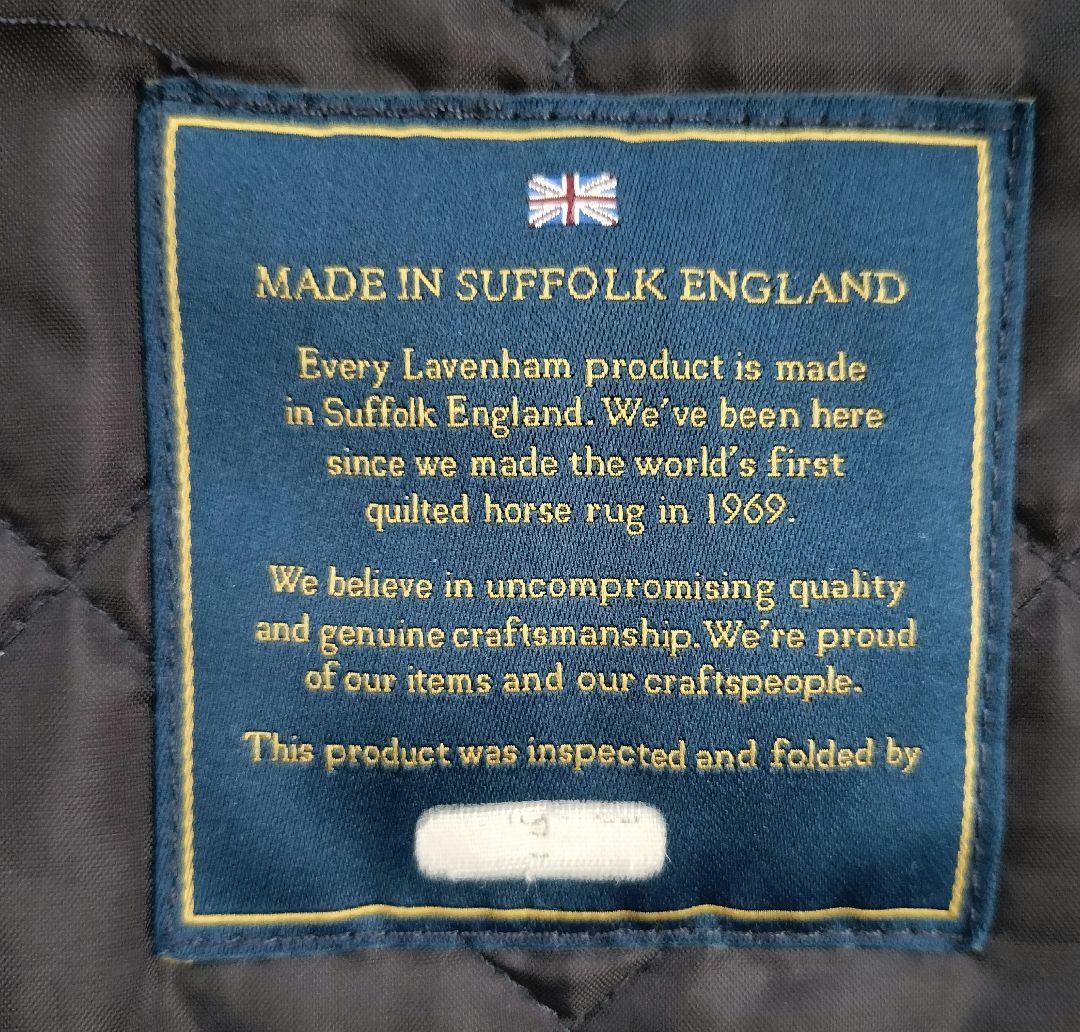 MADE IN SUFFOLK ENGLAND
Every Lavenham product is made
in Suffolk England. We've been here
since we made the world's first
quilted horse rug in 1969.
We believe in uncompromising quality
and genuine craftsmanship. We're proud
of our items and our craftspeople.
This product was inspected and folded by